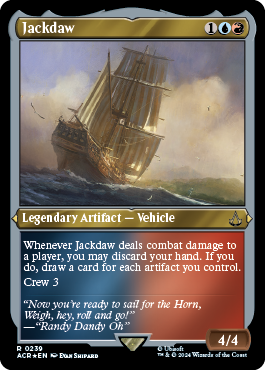 Jackdaw 1
Legendary Artifact — Vehicle
Whenever Jackdaw deals combat damage to
a player, you may discard your hand. If you
do, draw a card for each artifact you control.
Crew 3
“Now you're ready to sail for the Horn,
Weigh, hey, roll and go!”
—“Randy Dandy Oh”
4/4
R 0239
ACR★EN Evan Shipard
© Ubisoft
™ & © 2024 Wizards of the Coast